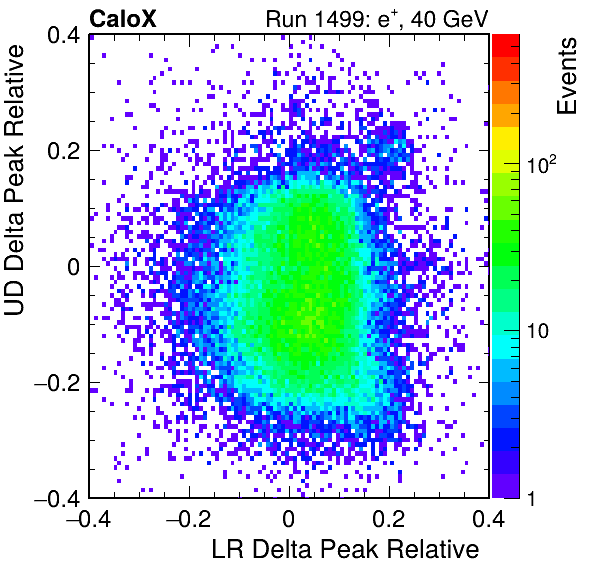 CaloX Run 1499: e⁺, 40 GeV
Events
UD Delta Peak Relative
0.4
0.2
0
−0.2
−0.4
10²
10
1
−0.4 −0.2 0 0.2 0.4
LR Delta Peak Relative